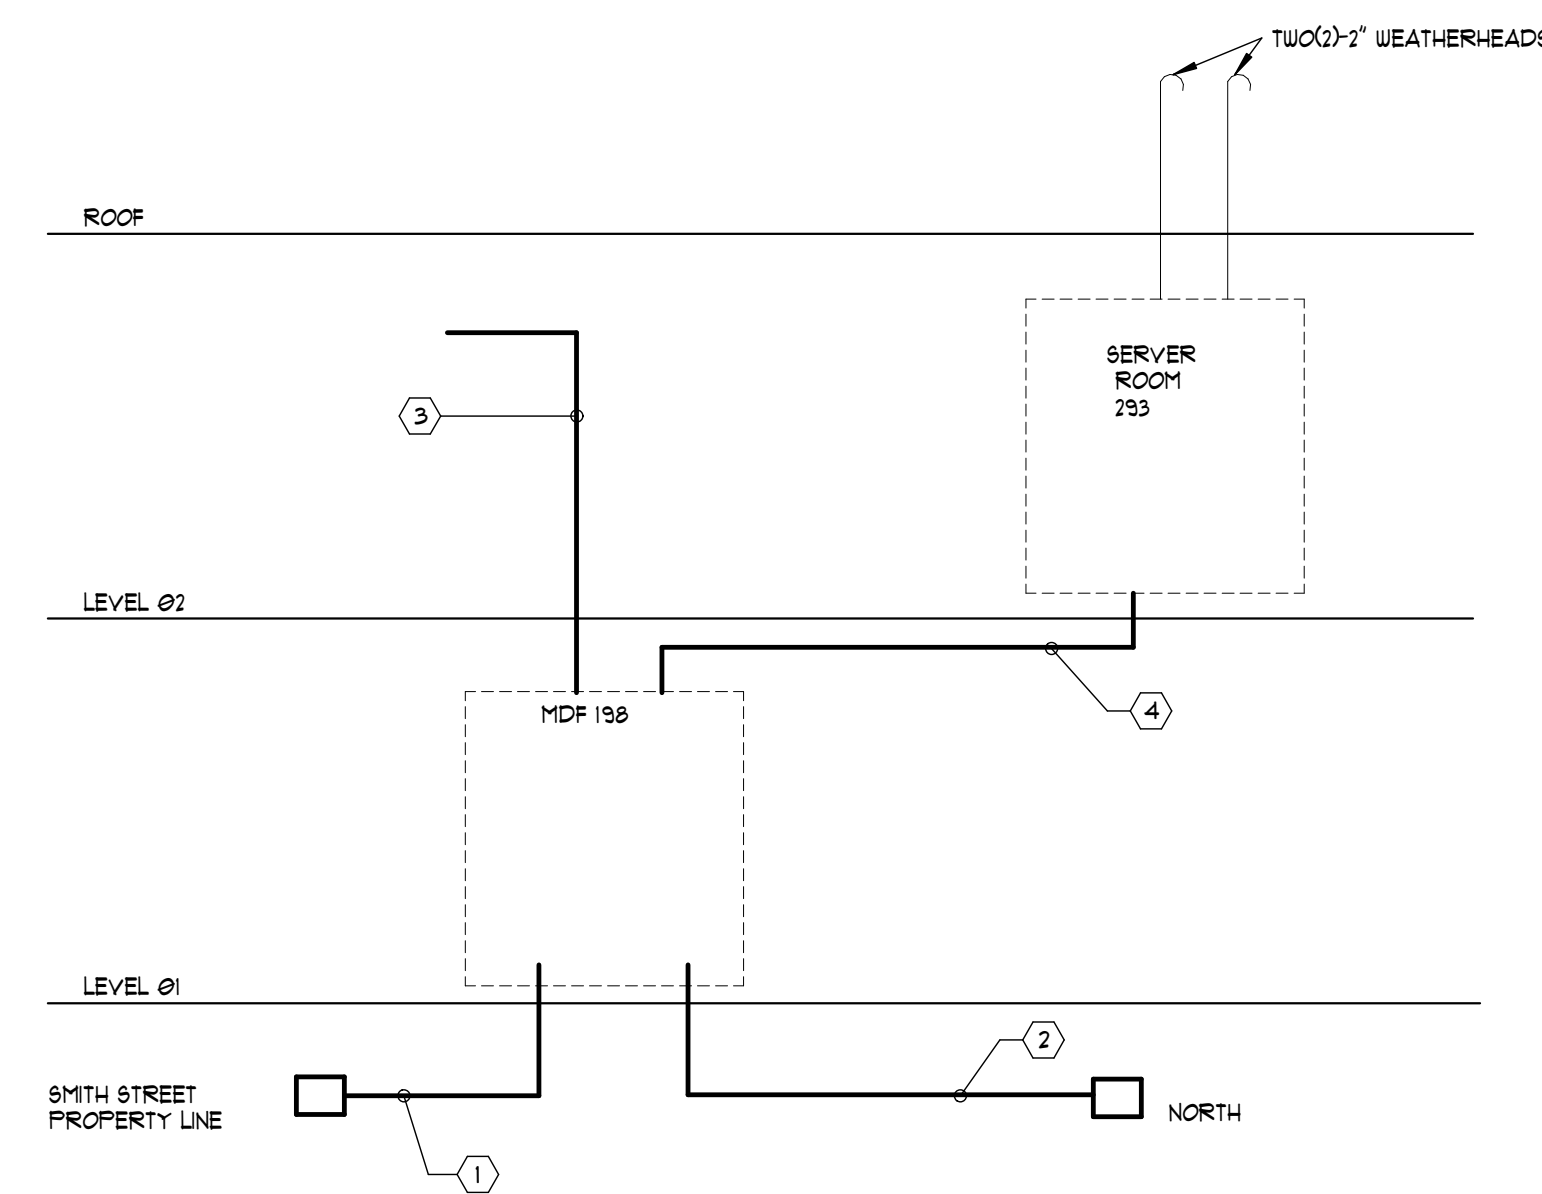 TWO(2)-2" WEATHERHEADS
ROOF
SERVER
ROOM
293
3
LEVEL 02
4
MDF 198
LEVEL 01
2
SMITH STREET
PROPERTY LINE
NORTH
1